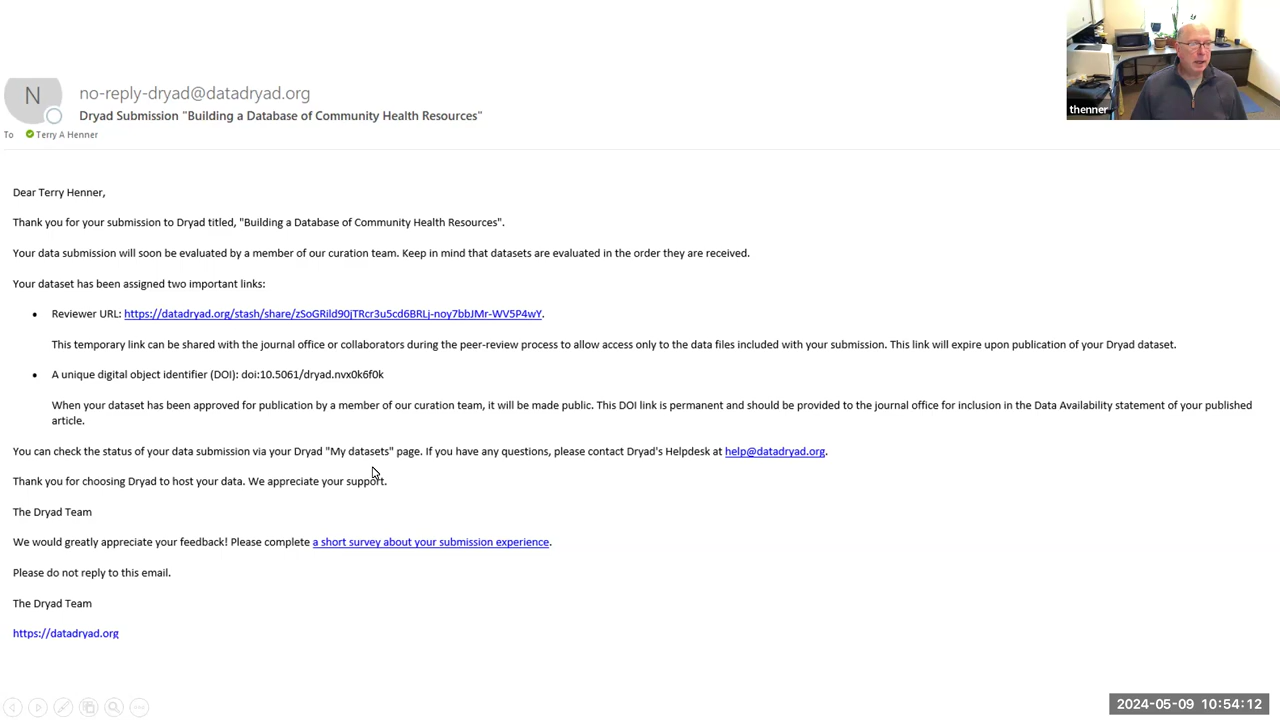 thenner
N
no-reply-dryad@datadryad.org
Dryad Submission "Building a Database of Community Health Resources"
To Terry A Henner
Dear Terry Henner,
Thank you for your submission to Dryad titled, "Building a Database of Community Health Resources".
Your data submission will soon be evaluated by a member of our curation team. Keep in mind that datasets are evaluated in the order they are received.
Your dataset has been assigned two important links:
• Reviewer URL: https://datadryad.org/stash/share/zSoGRild90jTRcr3u5cd6BRLj-noy7bbJMr-WV5P4wY.
This temporary link can be shared with the journal office or collaborators during the peer-review process to allow access only to the data files included with your submission. This link will expire upon publication of your Dryad dataset.
• A unique digital object identifier (DOI): doi:10.5061/dryad.nvx0k6f0k
When your dataset has been approved for publication by a member of our curation team, it will be made public. This DOI link is permanent and should be provided to the journal office for inclusion in the Data Availability statement of your published
article.
You can check the status of your data submission via your Dryad "My datasets" page. If you have any questions, please contact Dryad's Helpdesk at help@datadryad.org.
Thank you for choosing Dryad to host your data. We appreciate your support.
The Dryad Team
We would greatly appreciate your feedback! Please complete a short survey about your submission experience.
Please do not reply to this email.
The Dryad Team
https://datadryad.org
2024-05-09 10:54:12